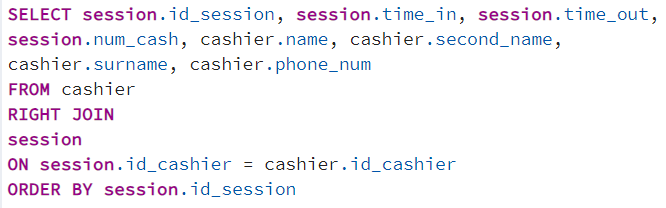 SELECT session.id_session, session.time_in, session.time_out,
session.num_cash, cashier.name, cashier.second_name,
cashier.surname, cashier.phone_num
FROM cashier
RIGHT JOIN
session
ON session.id_cashier = cashier.id_cashier
ORDER BY session.id_session